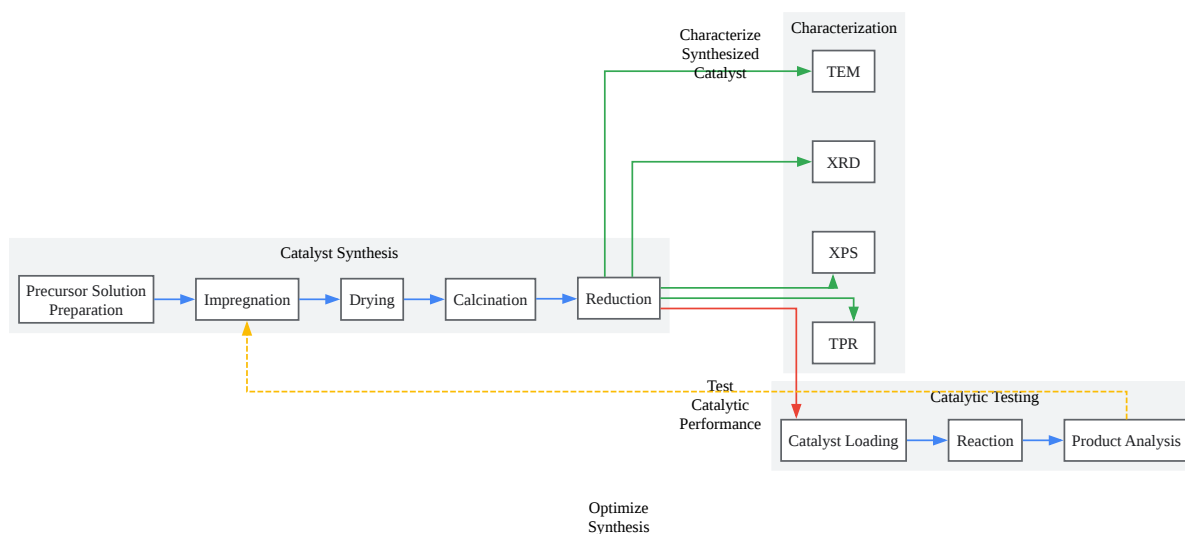 Characterization
Characterize
Synthesized
Catalyst
TEM
XRD
XPS
TPR
Catalyst Synthesis
Precursor Solution
Preparation
Impregnation
Drying
Calcination
Reduction
Test
Catalytic
Performance
Catalytic Testing
Catalyst Loading
Reaction
Product Analysis
Optimize
Synthesis